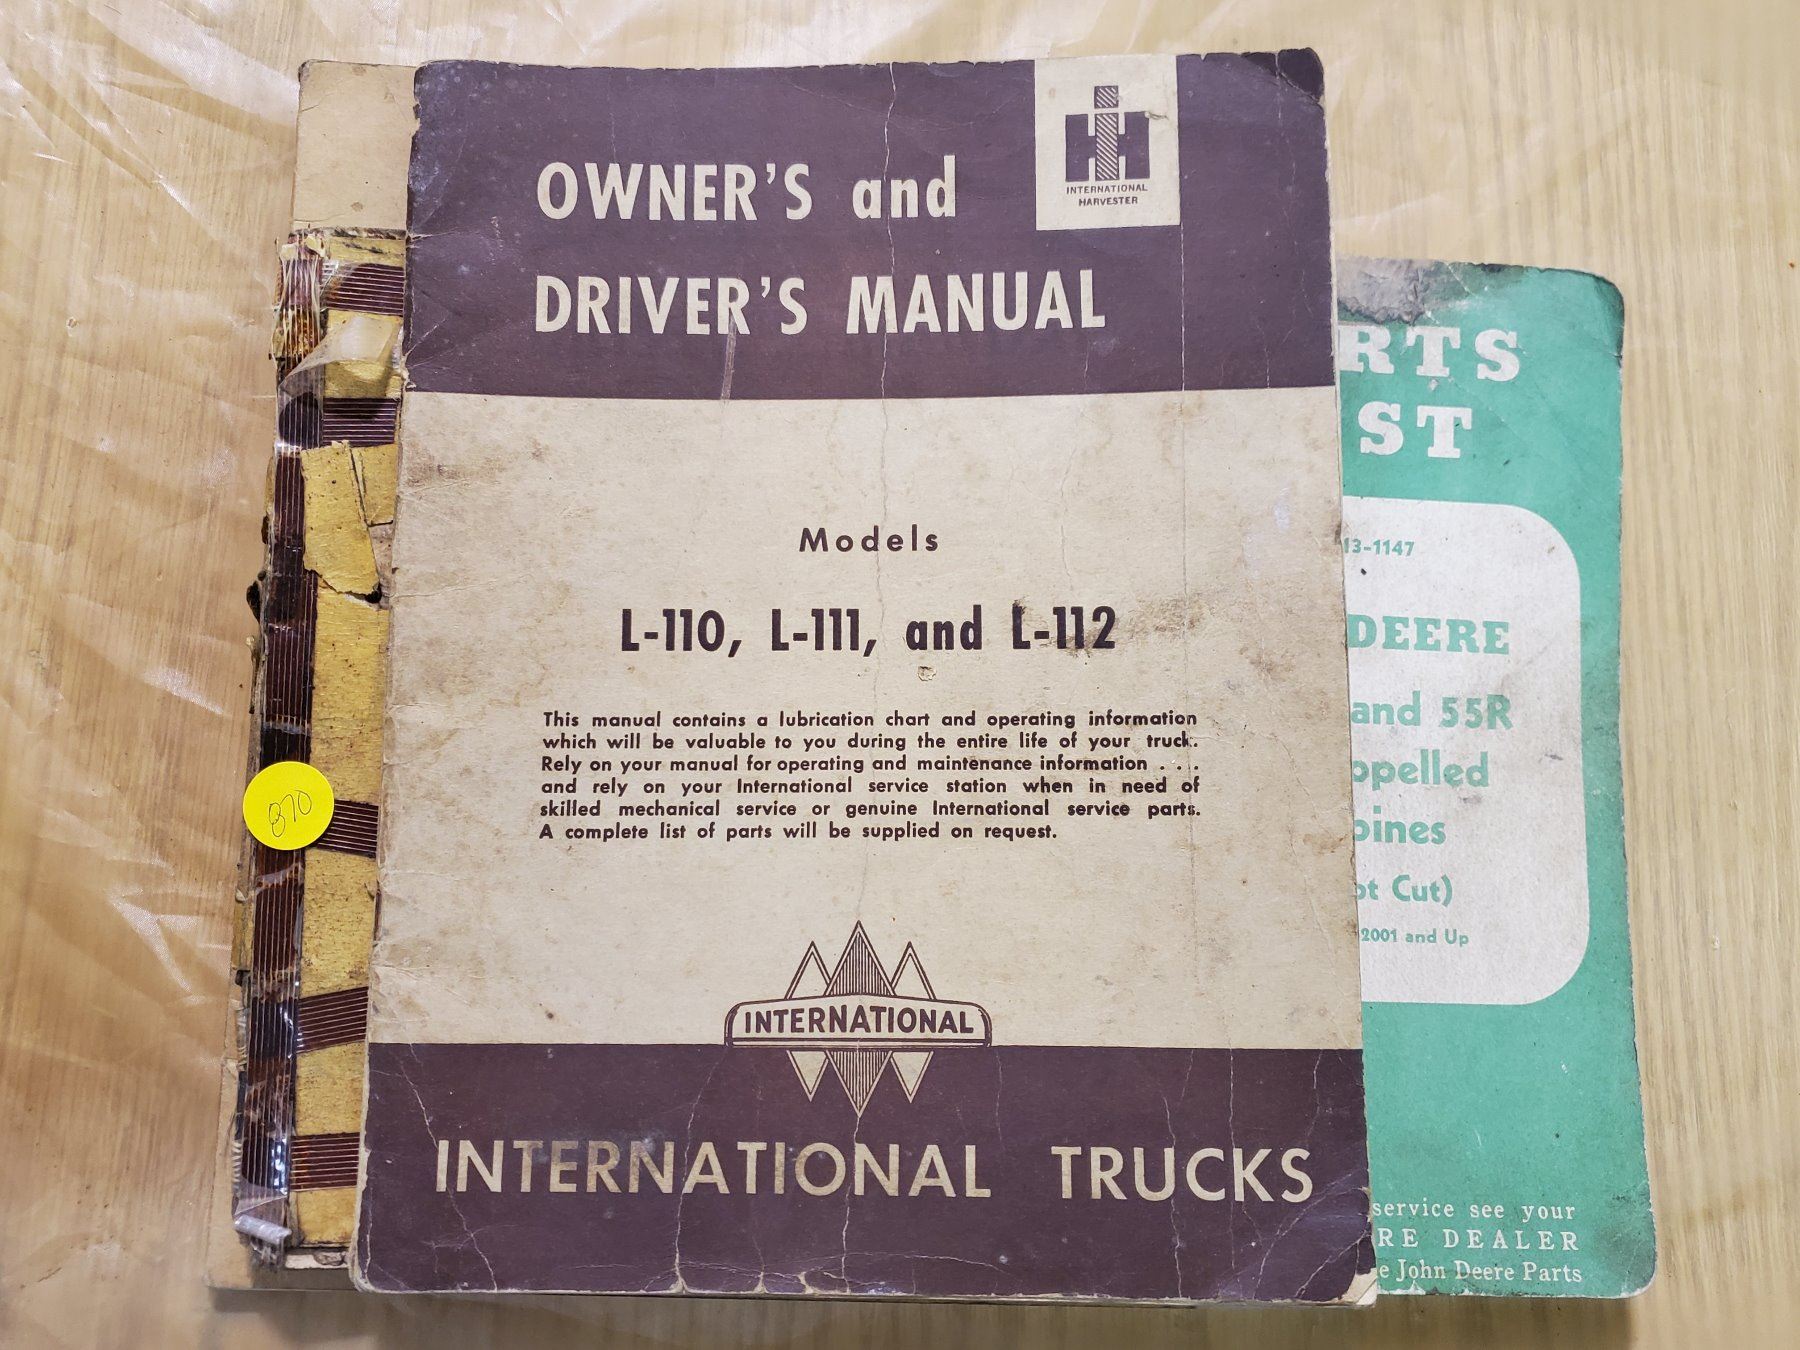 OWNER'S and
DRIVER'S MANUAL
IH
INTERNATIONAL
HARVESTER
Models
L-110, L-111, and L-112
This manual contains a lubrication chart and operating information
which will be valuable to you during the entire life of your truck.
Rely on your manual for operating and maintenance information . . .
and rely on your International service station when in need of
skilled mechanical service or genuine International service parts.
A complete list of parts will be supplied on request.
INTERNATIONAL
INTERNATIONAL TRUCKS
870
RTS
ST
13-1147
DEERE
and 55R
opelled
bines
ot Cut)
2001 and Up
service see your
RE DEALER
e John Deere Parts